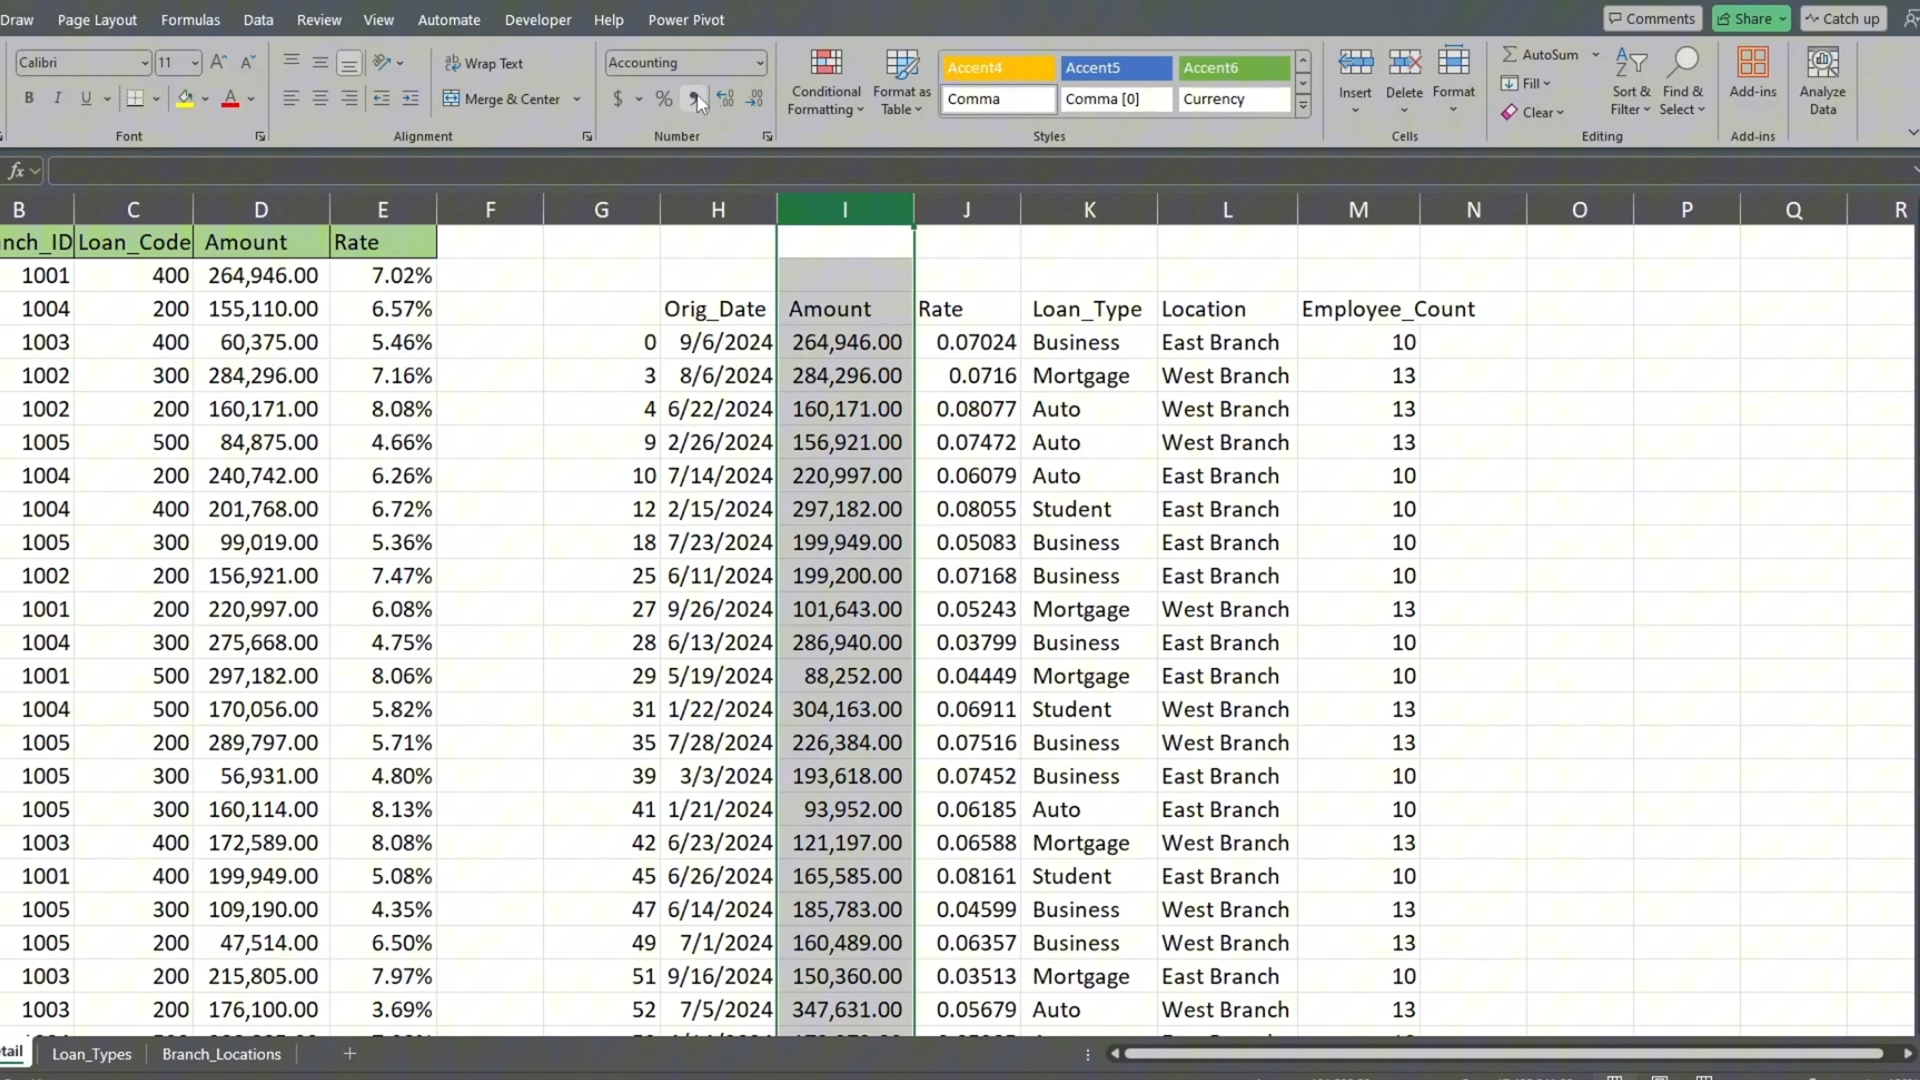 Draw Page Layout Formulas Data Review View Automate Developer Help Power Pivot Comments Share Catch up
Calibri 11 A A Wrap Text Accounting Conditional Formatting Format as Table Accent4 Accent5 Accent6 Insert Delete Format AutoSum Sort & Filter Find & Select Add-ins Analyze Data
B I U A Merge & Center $ % Comma Comma [0] Currency Fill
Clear
Font Alignment Number Styles Cells Editing Add-ins
fx
B C D E F G H I J K L M N O P Q R
nch_ID Loan_Code Amount Rate
1001 400 264,946.00 7.02%
1004 200 155,110.00 6.57% Orig_Date Amount Rate Loan_Type Location Employee_Count
1003 400 60,375.00 5.46% 0 9/6/2024 264,946.00 0.07024 Business East Branch 10
1002 300 284,296.00 7.16% 3 8/6/2024 284,296.00 0.0716 Mortgage West Branch 13
1002 200 160,171.00 8.08% 4 6/22/2024 160,171.00 0.08077 Auto West Branch 13
1005 500 84,875.00 4.66% 9 2/26/2024 156,921.00 0.07472 Auto West Branch 13
1004 200 240,742.00 6.26% 10 7/14/2024 220,997.00 0.06079 Auto East Branch 10
1004 400 201,768.00 6.72% 12 2/15/2024 297,182.00 0.08055 Student East Branch 10
1005 300 99,019.00 5.36% 18 7/23/2024 199,949.00 0.05083 Business East Branch 10
1002 200 156,921.00 7.47% 25 6/11/2024 199,200.00 0.07168 Business East Branch 10
1001 200 220,997.00 6.08% 27 9/26/2024 101,643.00 0.05243 Mortgage West Branch 13
1004 300 275,668.00 4.75% 28 6/13/2024 286,940.00 0.03799 Business East Branch 10
1001 500 297,182.00 8.06% 29 5/19/2024 88,252.00 0.04449 Mortgage East Branch 10
1004 500 170,056.00 5.82% 31 1/22/2024 304,163.00 0.06911 Student West Branch 13
1005 200 289,797.00 5.71% 35 7/28/2024 226,384.00 0.07516 Business West Branch 13
1005 300 56,931.00 4.80% 39 3/3/2024 193,618.00 0.07452 Business East Branch 10
1005 300 160,114.00 8.13% 41 1/21/2024 93,952.00 0.06185 Auto East Branch 10
1003 400 172,589.00 8.08% 42 6/23/2024 121,197.00 0.06588 Mortgage West Branch 13
1001 400 199,949.00 5.08% 45 6/26/2024 165,585.00 0.08161 Student East Branch 10
1005 300 109,190.00 4.35% 47 6/14/2024 185,783.00 0.04599 Business West Branch 13
1005 200 47,514.00 6.50% 49 7/1/2024 160,489.00 0.06357 Business West Branch 13
1003 200 215,805.00 7.97% 51 9/16/2024 150,360.00 0.03513 Mortgage East Branch 10
1003 200 176,100.00 3.69% 52 7/5/2024 347,631.00 0.05679 Auto West Branch 13
tail Loan_Types Branch_Locations +